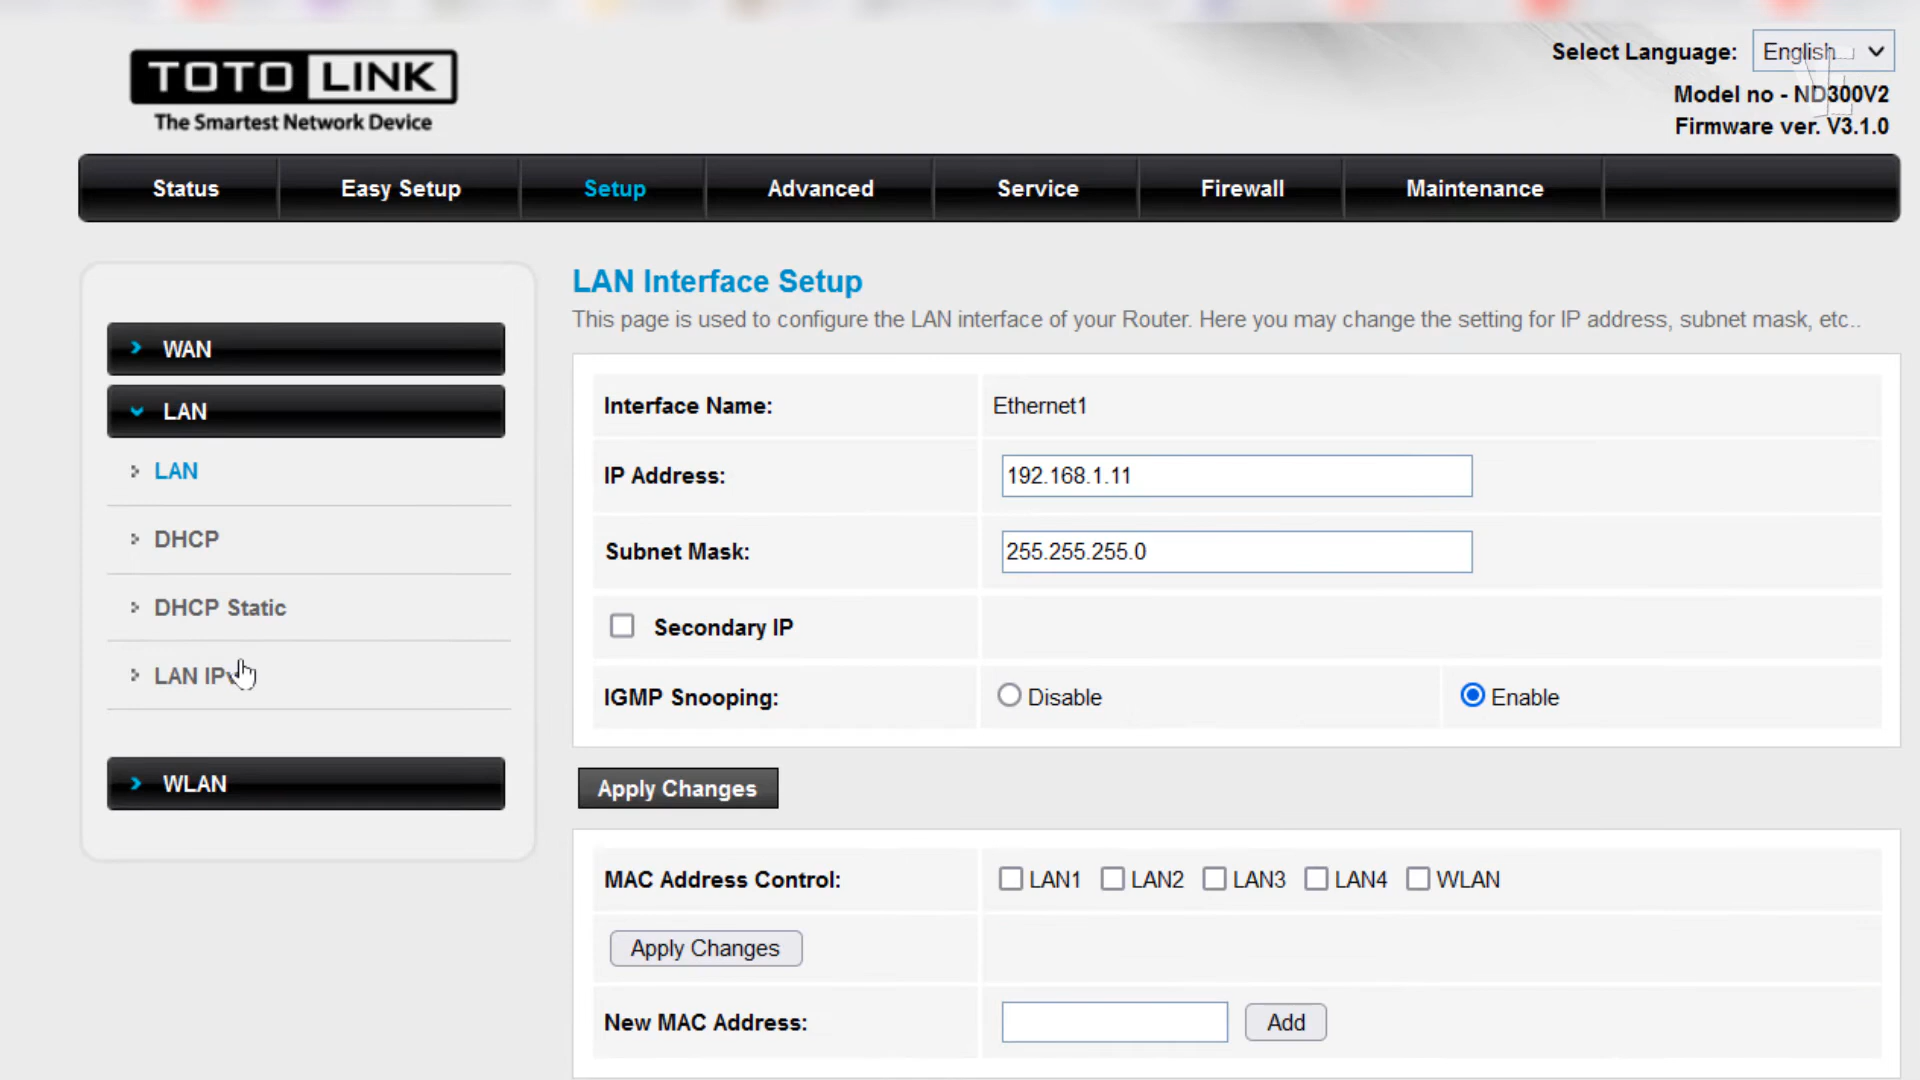 TOTO LINK
The Smartest Network Device
Select Language: English
Model no - ND300V2
Firmware ver. V3.1.0
Status Easy Setup Setup Advanced Service Firewall Maintenance
WAN
LAN
LAN
DHCP
DHCP Static
LAN
WLAN
LAN Interface Setup
This page is used to configure the LAN interface of your Router. Here you may change the setting for IP address, subnet mask, etc..
Interface Name: Ethernet1
IP Address: 192.168.1.11
Subnet Mask: 255.255.255.0
Secondary IP
IGMP Snooping: Disable Enable
Apply Changes
MAC Address Control: LAN1 LAN2 LAN3 LAN4 WLAN
Apply Changes
New MAC Address: Add